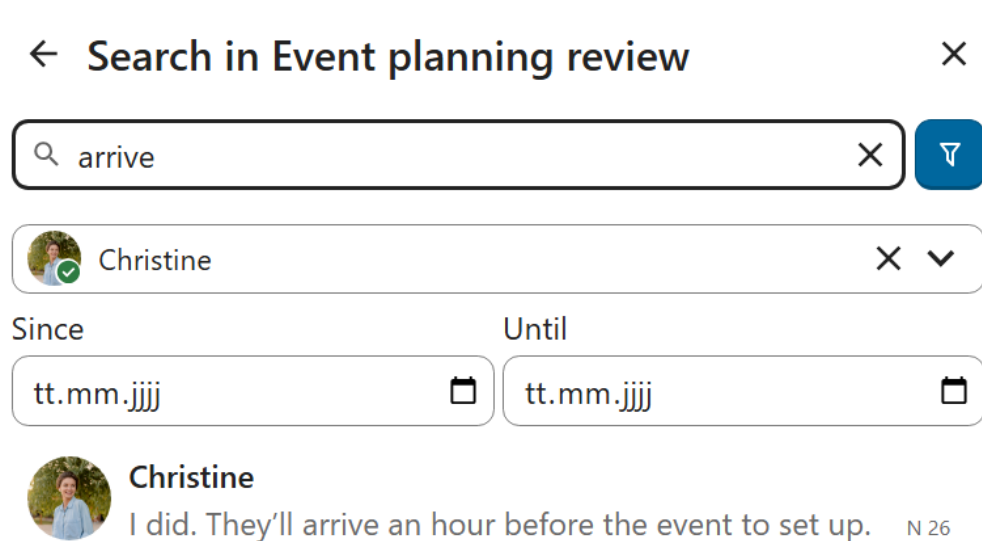 Search in Event planning review
arrive
Christine
Since Until
tt.mm.jjjj tt.mm.jjjj
Christine
I did. They’ll arrive an hour before the event to set up. N 26